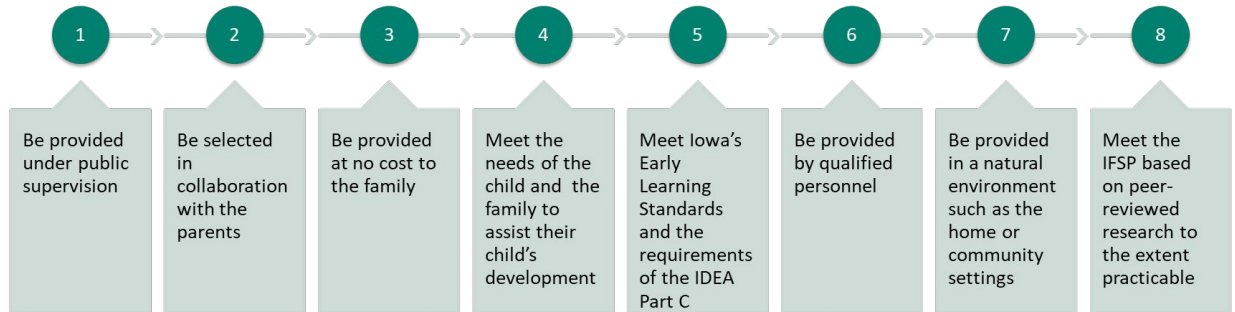 1
2
3
4
5
6
7
8
Be provided
under public
supervision
Be selected
in
collaboration
with the
parents
Be provided
at no cost to
the family
Meet the
needs of the
child and  the
family to
assist their
child's
development
Meet Iowa's
Early
Learning
Standards
and the
requirements
of the IDEA
Part C
Be provided
by qualified
personnel
Be provided
in a natural
environment
such as the
home or
community
settings
Meet the
IFSP based
on peer-
reviewed
research to
the extent
practicable